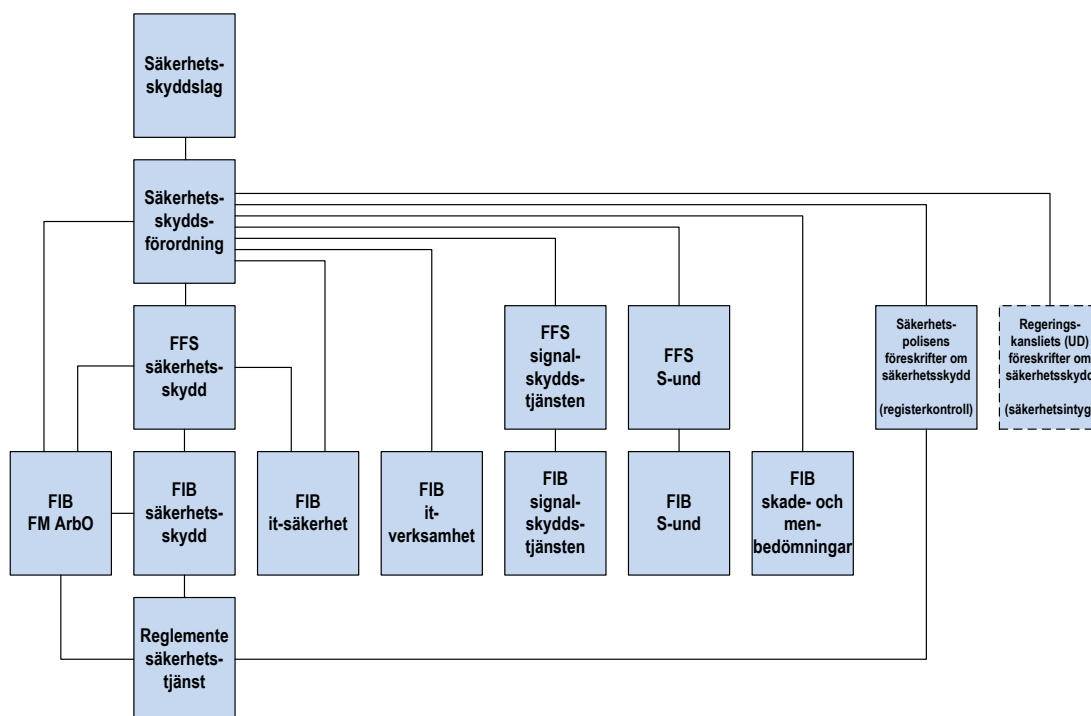 Säkerhets-
skyddslag
Säkerhets-
skydds-
förordning
FFS
säkerhets-
skydd
FFS
signal-
skydds-
tjänsten
FFS
S-und
Säkerhets-
polisens
föreskrifter om
säkerhetsskydd
(registerkontroll)
Regerings-
kansliets (UD)
föreskrifter om
säkerhetsskydd
(säkerhetsintyg)
FIB
FM ArbO
FIB
säkerhets-
skydd
FIB
it-säkerhet
FIB
it-
verksamhet
FIB
signal-
skydds-
tjänsten
FIB
S-und
FIB
skade- och
men-
bedömningar
Reglemente
säkerhets-
tjänst